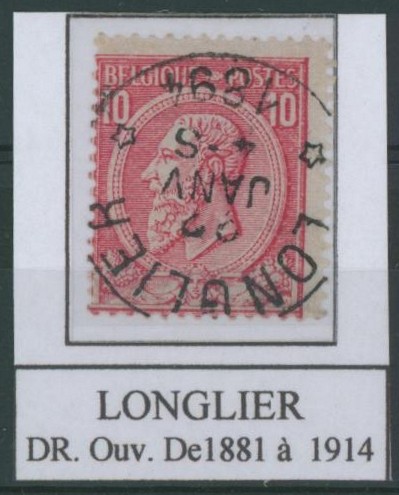 BELGIQUE POSTES
10 10
LONGLIER
JANV
1894
LONGLIER
DR. Ouv. De1881 à 1914